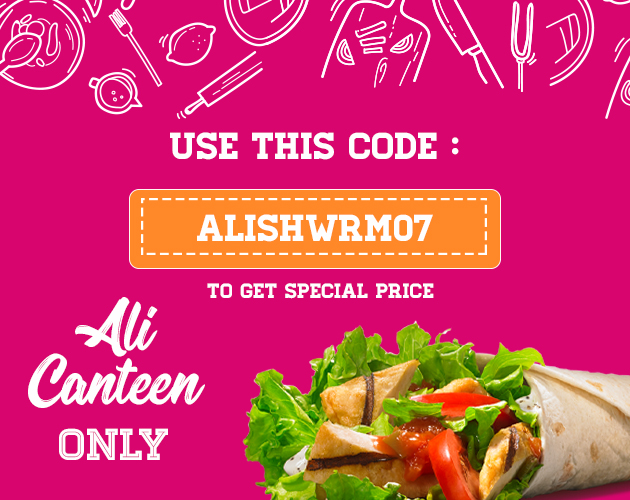 USE THIS CODE :
ALISHWRM07
TO GET SPECIAL PRICE
Ali
Canteen
ONLY